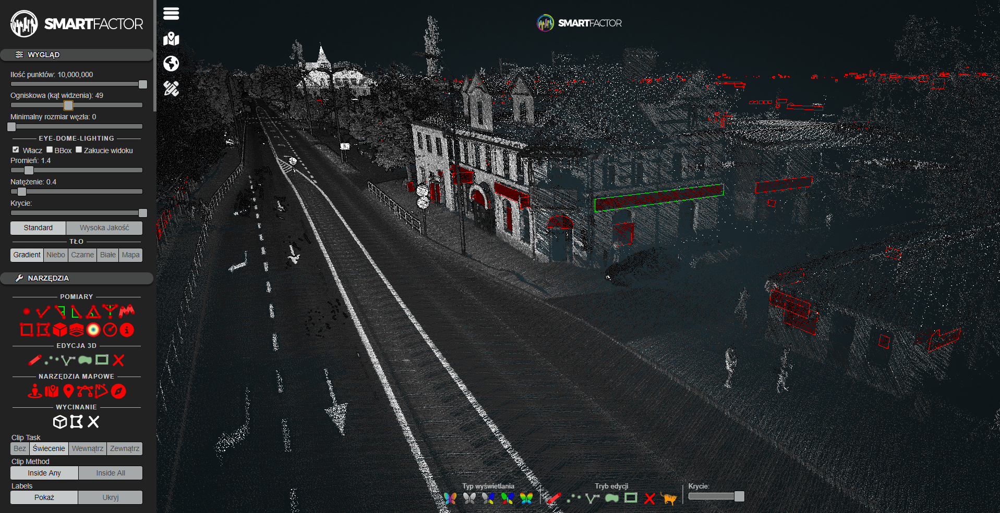 SMARTFACTOR
WYGLĄD
Ilość punktów: 10,000,000
Ogniskowa (kąt widzenia): 49
Minimalny rozmiar węzła: 0
EYE-DOME-LIGHTING
Włącz BBox Zakucie widoku
Promień: 1.4
Natężenie: 0.4
Krycie:
Standard Wysoka Jakość
TŁO
Gradient Niebo Czarne Białe Mapa
NARZĘDZIA
POMIARY
EDYCJA 3D
NARZĘDZIA MAPOWE
N
WYCINANIE
Clip Task
Bez Świecenie Wewnątrz Zewnątrz
Clip Method
Inside Any Inside All
Labels
Pokaż Ukryj
SMARTFACTOR
Typ wyświetlania
Tryb edycji
Krycie: